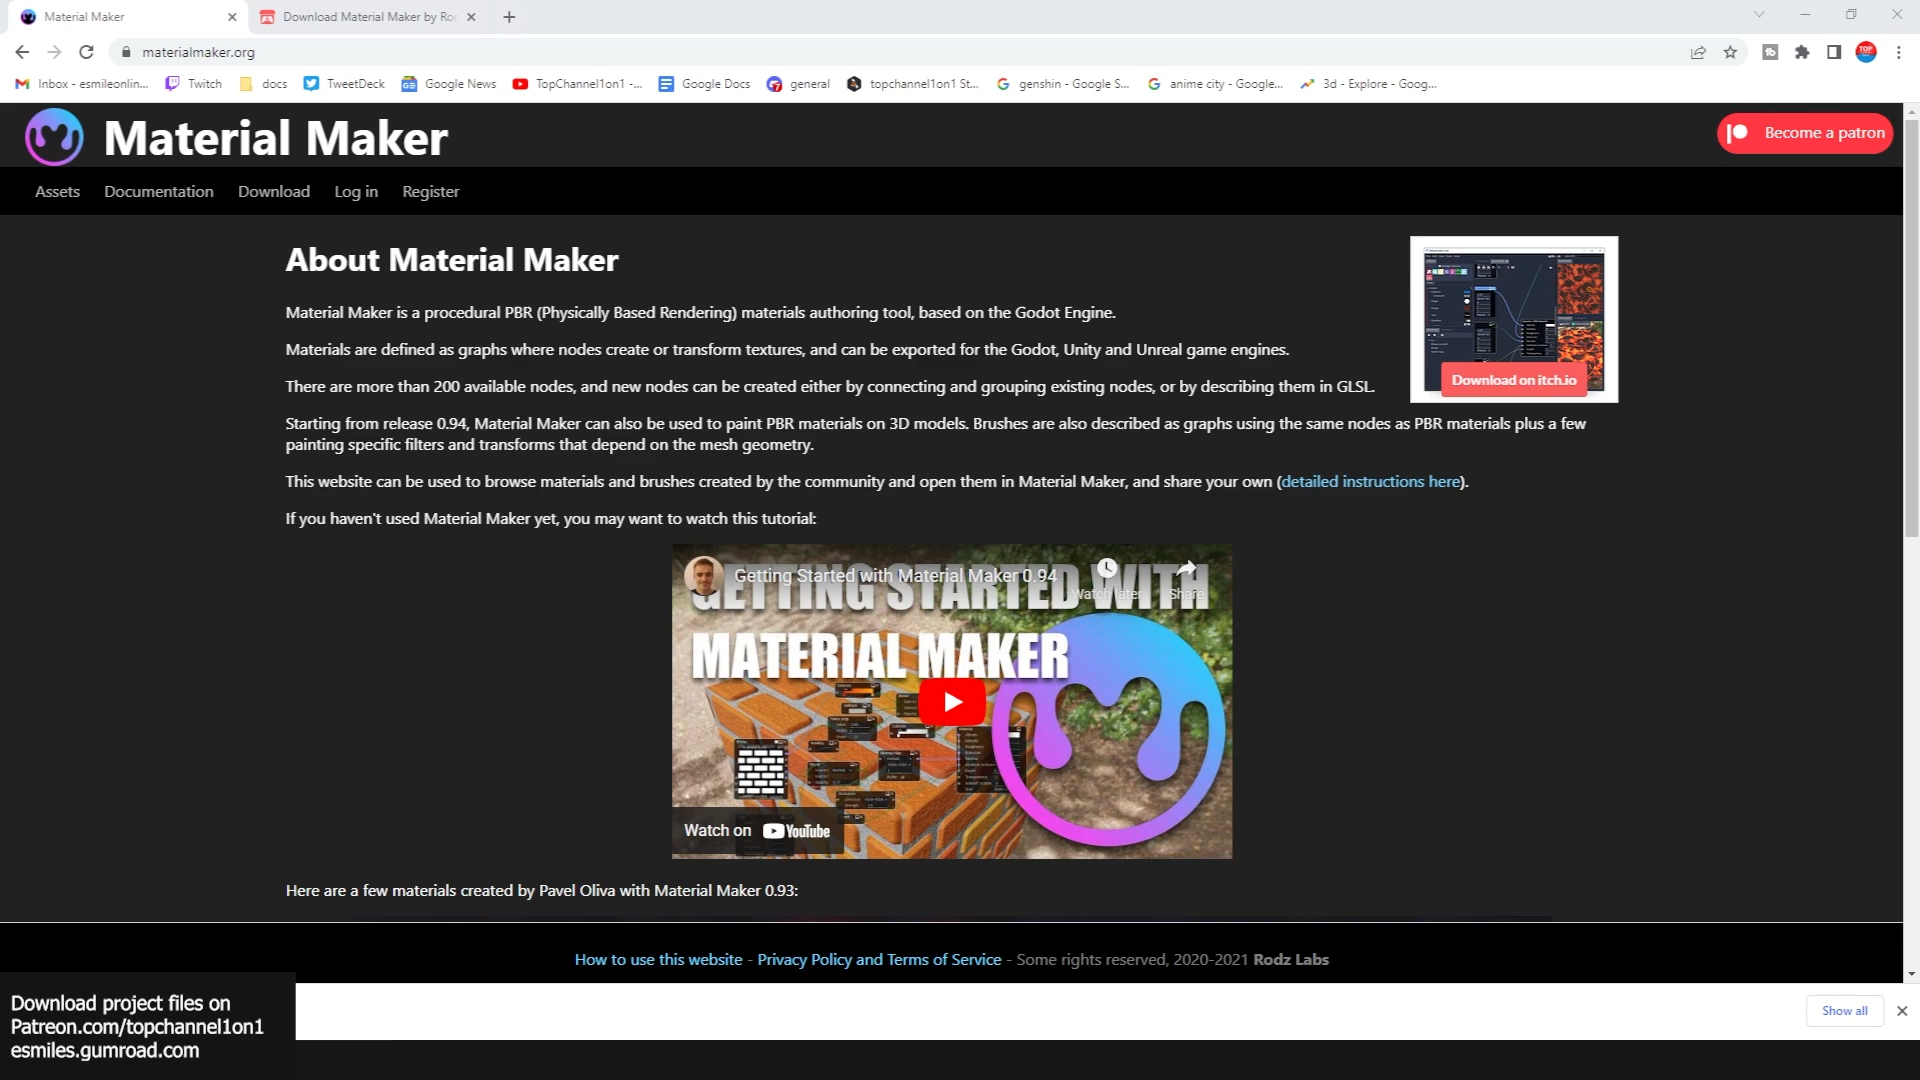 Material Maker
Download Material Maker by Ro
materialmaker.org
Inbox - esmileonlin...
Twitch
docs
TweetDeck
Google News
TopChannel1on1 -...
Google Docs
general
topchannel1on1 St...
genshin - Google S...
anime city - Google...
3d - Explore - Goog...
Material Maker
Become a patron
Assets
Documentation
Download
Log in
Register
About Material Maker
Material Maker is a procedural PBR (Physically Based Rendering) materials authoring tool, based on the Godot Engine.
Materials are defined as graphs where nodes create or transform textures, and can be exported for the Godot, Unity and Unreal game engines.
There are more than 200 available nodes, and new nodes can be created either by connecting and grouping existing nodes, or by describing them in GLSL.
Download on itch.io
Starting from release 0.94, Material Maker can also be used to paint PBR materials on 3D models. Brushes are also described as graphs using the same nodes as PBR materials plus a few
painting specific filters and transforms that depend on the mesh geometry.
This website can be used to browse materials and brushes created by the community and open them in Material Maker, and share your own (detailed instructions here).
If you haven't used Material Maker yet, you may want to watch this tutorial:
Getting Started with Material Maker 0.94
Watch later
Share
GETTING STARTED WITH
MATERIAL MAKER
Watch on YouTube
Here are a few materials created by Pavel Oliva with Material Maker 0.93:
How to use this website - Privacy Policy and Terms of Service - Some rights reserved, 2020-2021 Rodz Labs
Download project files on
Patreon.com/topchannel1on1
esmiles.gumroad.com
Show all